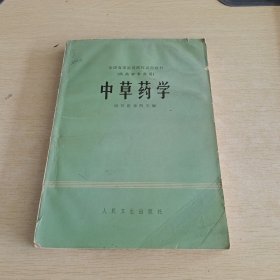 全国高等医药院校试用教材
(供药学专业用)
中草药学
南京药学院主编
人民卫生出版社